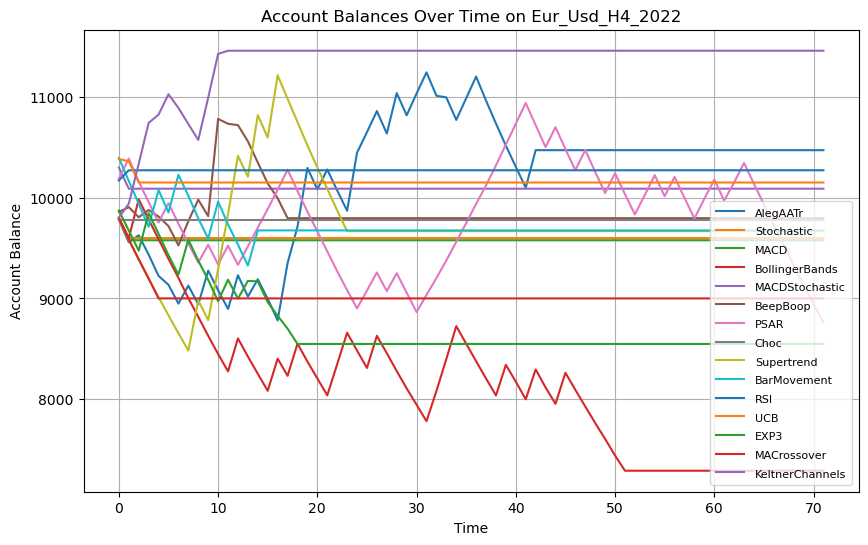 Account Balances Over Time on Eur_Usd_H4_2022
Account Balance
11000
10000
9000
8000
0 10 20 30 40 50 60 70
Time
AlegAATr
Stochastic
MACD
BollingerBands
MACDStochastic
BeepBoop
PSAR
Choc
Supertrend
BarMovement
RSI
UCB
EXP3
MACrossover
KeltnerChannels